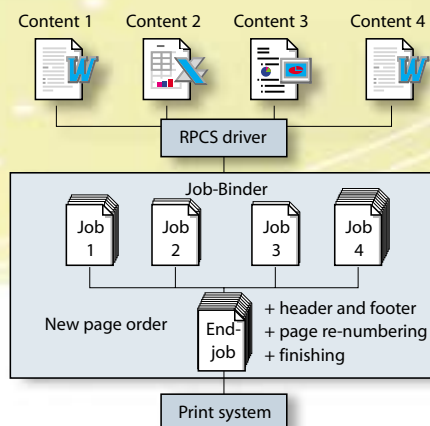 Content 1 Content 2 Content 3 Content 4
W X W
RPCS driver
Job-Binder
Job 1
Job 2
Job 3
Job 4
New page order
End-
job
+ header and footer
+ page re-numbering
+ finishing
Print system